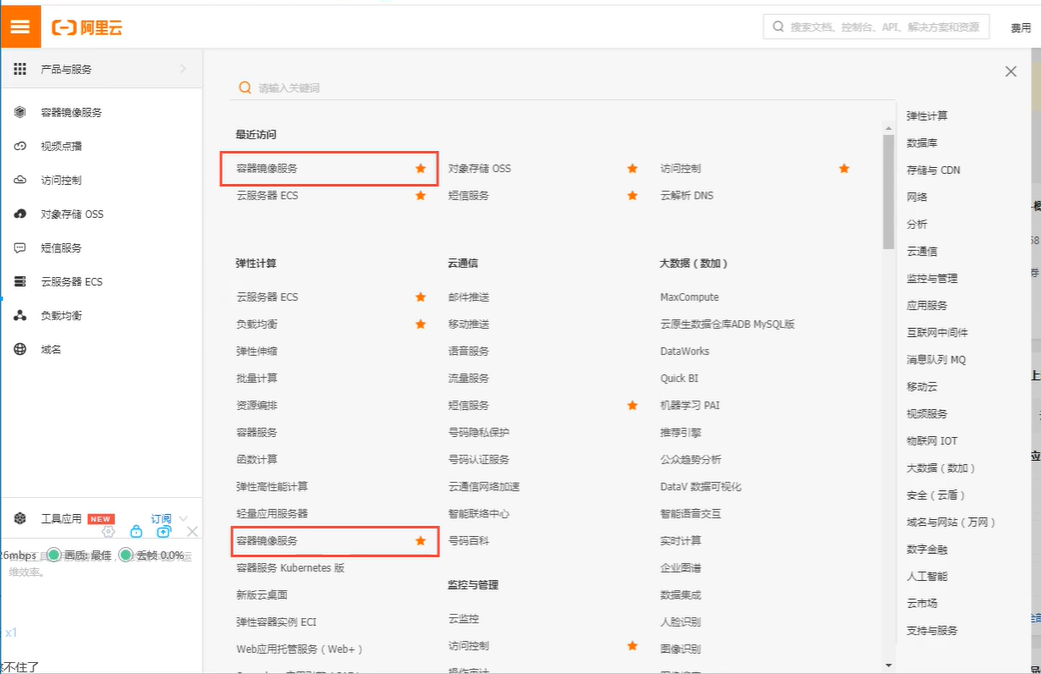 阿里云
搜索文档、控制台、API、解决方案和资源
费用
产品与服务
容器镜像服务
视频点播
访问控制
对象存储 OSS
短信服务
云服务器 ECS
负载均衡
域名
工具应用 NEW 订阅
画质: 最佳 丢帧 0.0%
维效率。
x1
不住了
请输入关键词
最近访问
容器镜像服务 对象存储 OSS 访问控制
云服务器 ECS 短信服务 云解析 DNS
弹性计算
云服务器 ECS
负载均衡
弹性伸缩
批量计算
资源编排
容器服务
函数计算
弹性高性能计算
轻量应用服务器
容器镜像服务
容器服务 Kubernetes 版
新版云桌面
弹性容器实例 ECI
Web应用托管服务（Web+）
云通信
邮件推送
移动推送
语音服务
流量服务
短信服务
号码隐私保护
号码认证服务
云通信网络加速
智能联络中心
号码百科
监控与管理
云监控
访问控制
操作审计
大数据（数加）
MaxCompute
云原生数据仓库ADB MySQL版
DataWorks
Quick BI
机器学习 PAI
推荐引擎
公众趋势分析
DataV 数据可视化
智能语音交互
实时计算
企业图谱
数据集成
人脸识别
图像识别
弹性计算
数据库
存储与 CDN
网络
分析
云通信
监控与管理
应用服务
互联网中间件
消息队列 MQ
移动云
视频服务
物联网 IOT
大数据（数加）
安全（云盾）
域名与网站（万网）
数字金融
人工智能
云市场
支持与服务